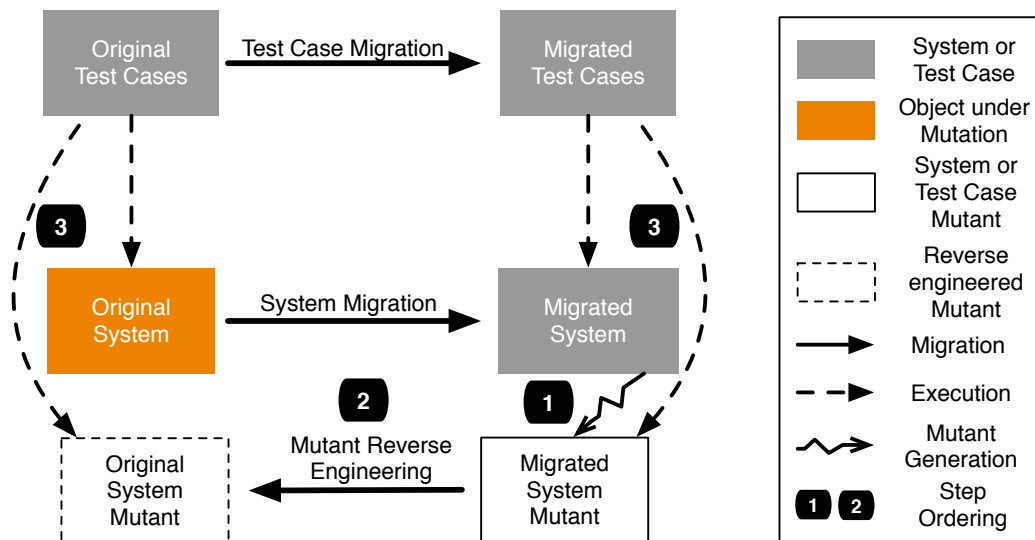 Original
Test Cases
Test Case Migration
Migrated
Test Cases
3
3
Original
System
System Migration
Migrated
System
2
1
Mutant Reverse
Engineering
Original
System
Mutant
Migrated
System
Mutant
System or
Test Case
Object under
Mutation
System or
Test Case
Mutant
Reverse
engineered
Mutant
Migration
Execution
Mutant
Generation
1 2
Step
Ordering